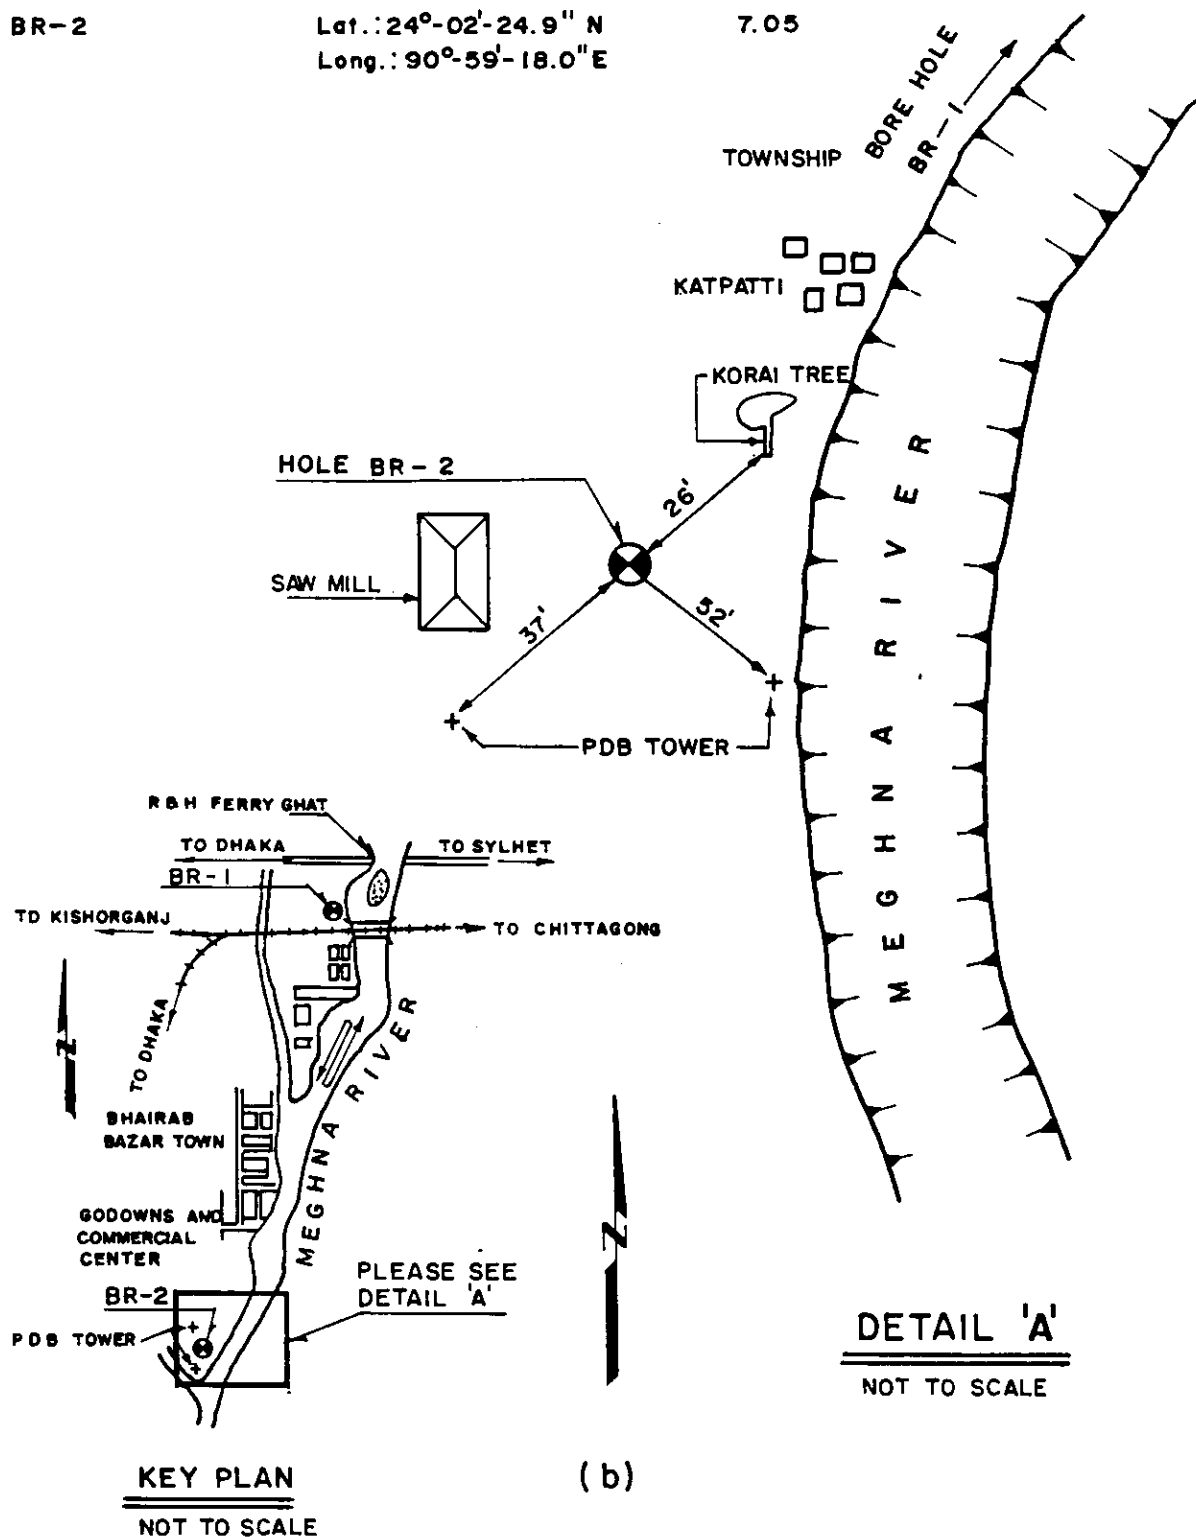 BR-2
Lat.: 24°-02'-24.9" N
7.05
Long.: 90°-59'-18.0" E
BORE HOLE
BR-1
TOWNSHIP
KATPATTI
KORAI TREE
HOLE BR-2
26'
SAW MILL
37'
52'
PDB TOWER
MEGHNA RIVER
R&H FERRY GHAT
TO DHAKA
TO SYLHET
BR-1
TO KISHORGANJ
TO CHITTAGONG
TO DHAKA
N
BHAIRAB
BAZAR TOWN
MEGHNA RIVER
GODOWNS AND
COMMERCIAL
CENTER
N
PLEASE SEE
DETAIL 'A'
BR-2
PDB TOWER
DETAIL 'A'
NOT TO SCALE
KEY PLAN
NOT TO SCALE
(b)